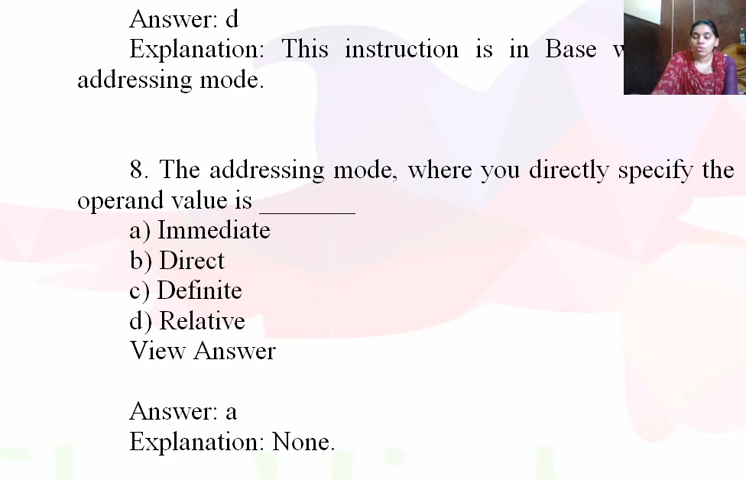 Answer: d
Explanation: This instruction is in Base
addressing mode.
8. The addressing mode, where you directly specify the
operand value is ________
a) Immediate
b) Direct
c) Definite
d) Relative
View Answer
Answer: a
Explanation: None.